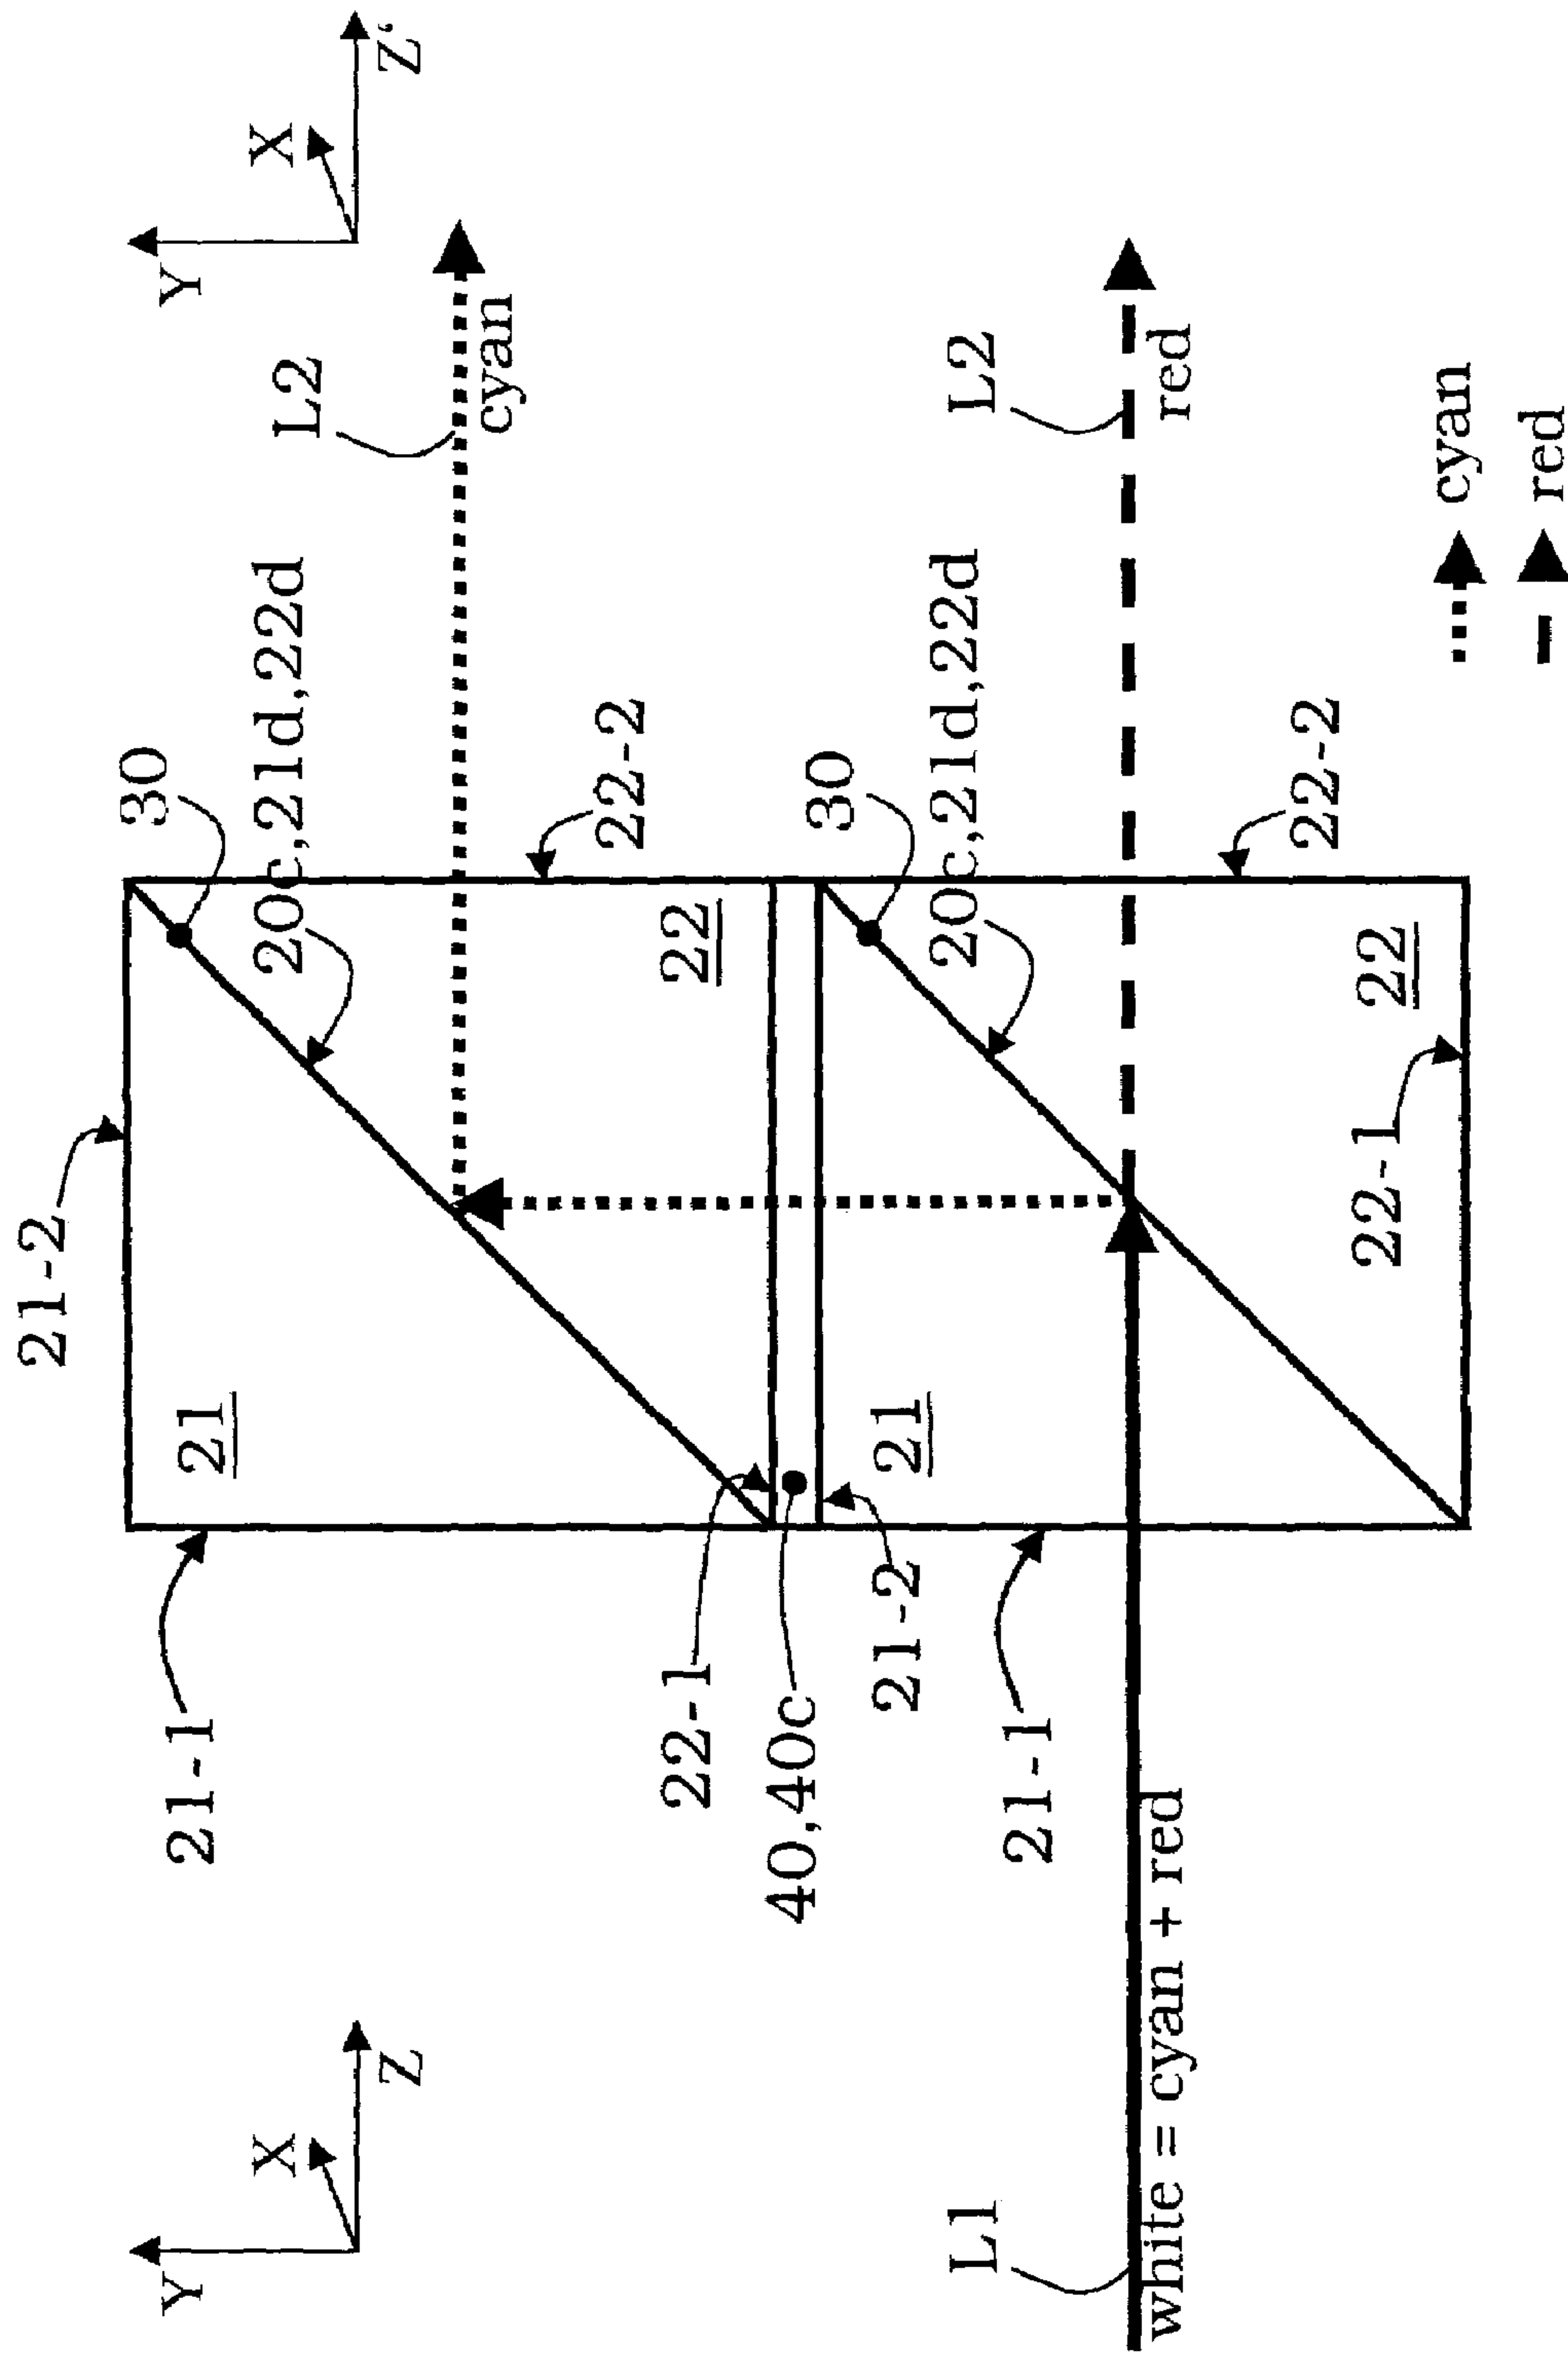 Y
X
Z
Y
X
Z‘
21-2
30
21-1
21
20c,21d,22d
L2
cyan
22-2
22
22-1
40,40c
21-2
30
21-1
21
20c,21d,22d
L1
L2
white = cyan + red
red
22
22-2
22-1
cyan
red